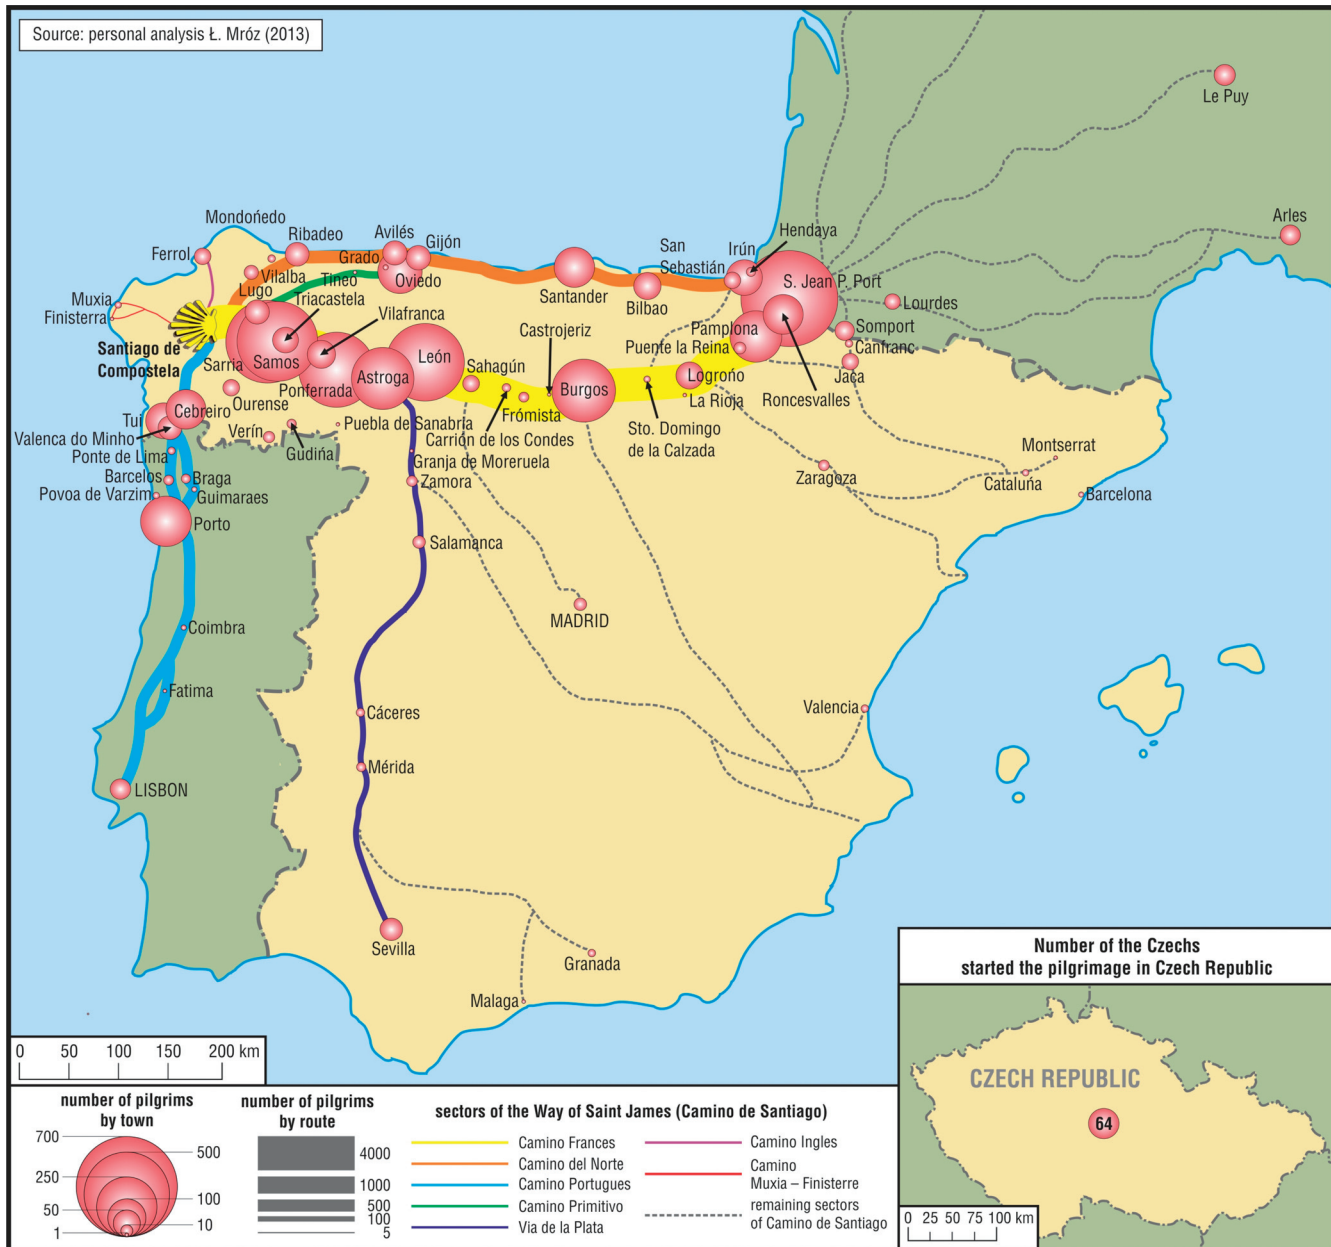 Source: personal analysis Ł. Mróz (2013)
Le Puy
Arles
Mondońedo
Ribadeo
Avilés
Gijón
San
Sebastián
Irún
Hendaya
Ferrol
Grado
Vilalba
Tineo
Oviedo
Santander
Bilbao
S. Jean P. Port
Lourdes
Muxia
Finisterra
Lugo
Triacastela
Vilafranca
Castrojeriz
Pamplona
Puente la Reina
Somport
Canfranc
Jaca
Santiago de
Compostela
Sarria
Samos
León
Sahagún
Ponferrada
Astroga
Burgos
Logrońo
La Rioja
Roncesvalles
Ourense
Cebreiro
Tui
Frómista
Carrión de los Condes
Sto. Domingo
de la Calzada
Valenca do Minho
Verín
Gudińa
Puebla de Sanabria
Ponte de Lima
Granja de Moreruela
Montserrat
Zaragoza
Cataluńa
Barcelos
Braga
Zamora
Povoa de Varzim
Guimaraes
Barcelona
Porto
Salamanca
MADRID
Coimbra
Fatima
Cáceres
Valencia
Mérida
LISBON
Sevilla
Granada
Malaga
0 50 100 150 200 km
number of pilgrims
by town
700
500
250
100
50
10
1
number of pilgrims
by route
4000
1000
500
100
5
sectors of the Way of Saint James (Camino de Santiago)
Camino Frances
Camino del Norte
Camino Portugues
Camino Primitivo
Via de la Plata
Camino Ingles
Camino
Muxia – Finisterre
remaining sectors
of Camino de Santiago
Number of the Czechs
started the pilgrimage in Czech Republic
CZECH REPUBLIC
64
0 25 50 75 100 km